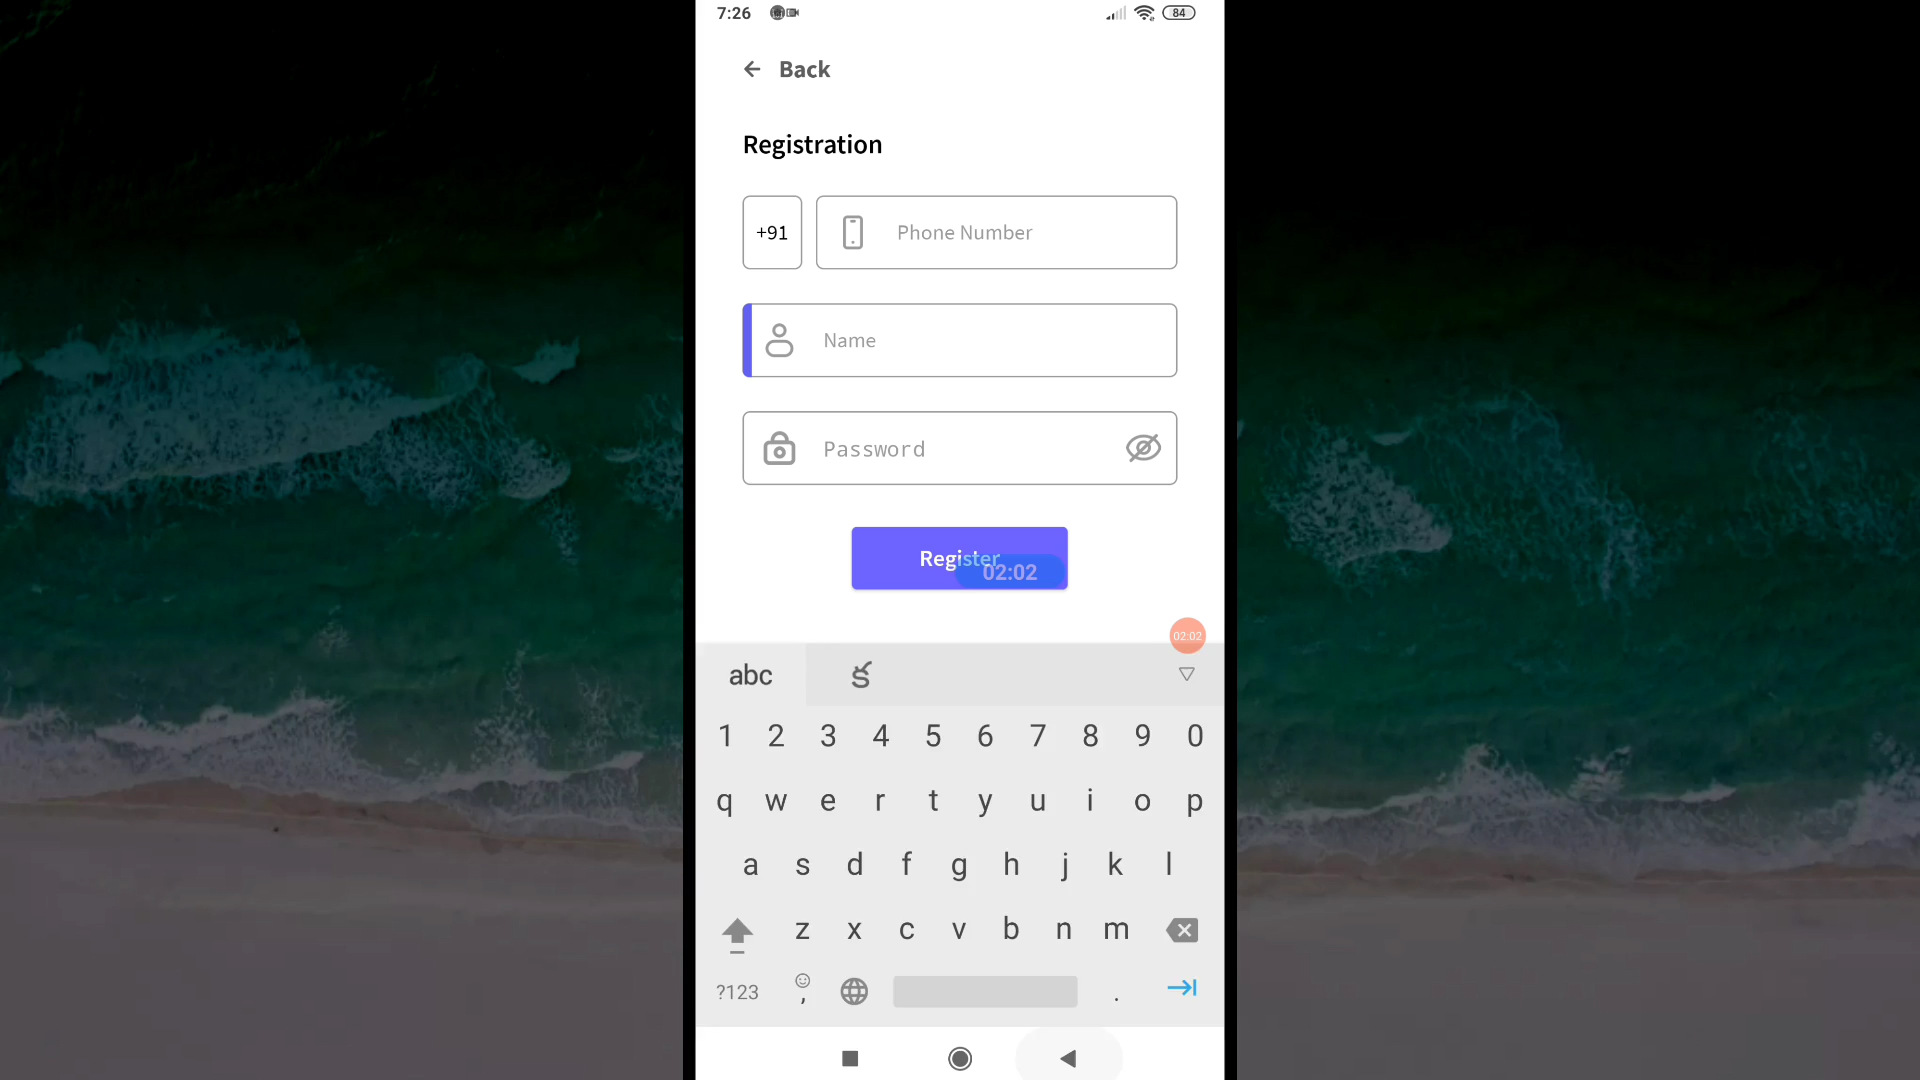 7:26 84
Back
Registration
+91 Phone Number
Name
Password
Register
02:02
02:02
abc క
1 2 3 4 5 6 7 8 9 0
q w e r t y u i o p
a s d f g h j k l
z x c v b n m
?123 , .